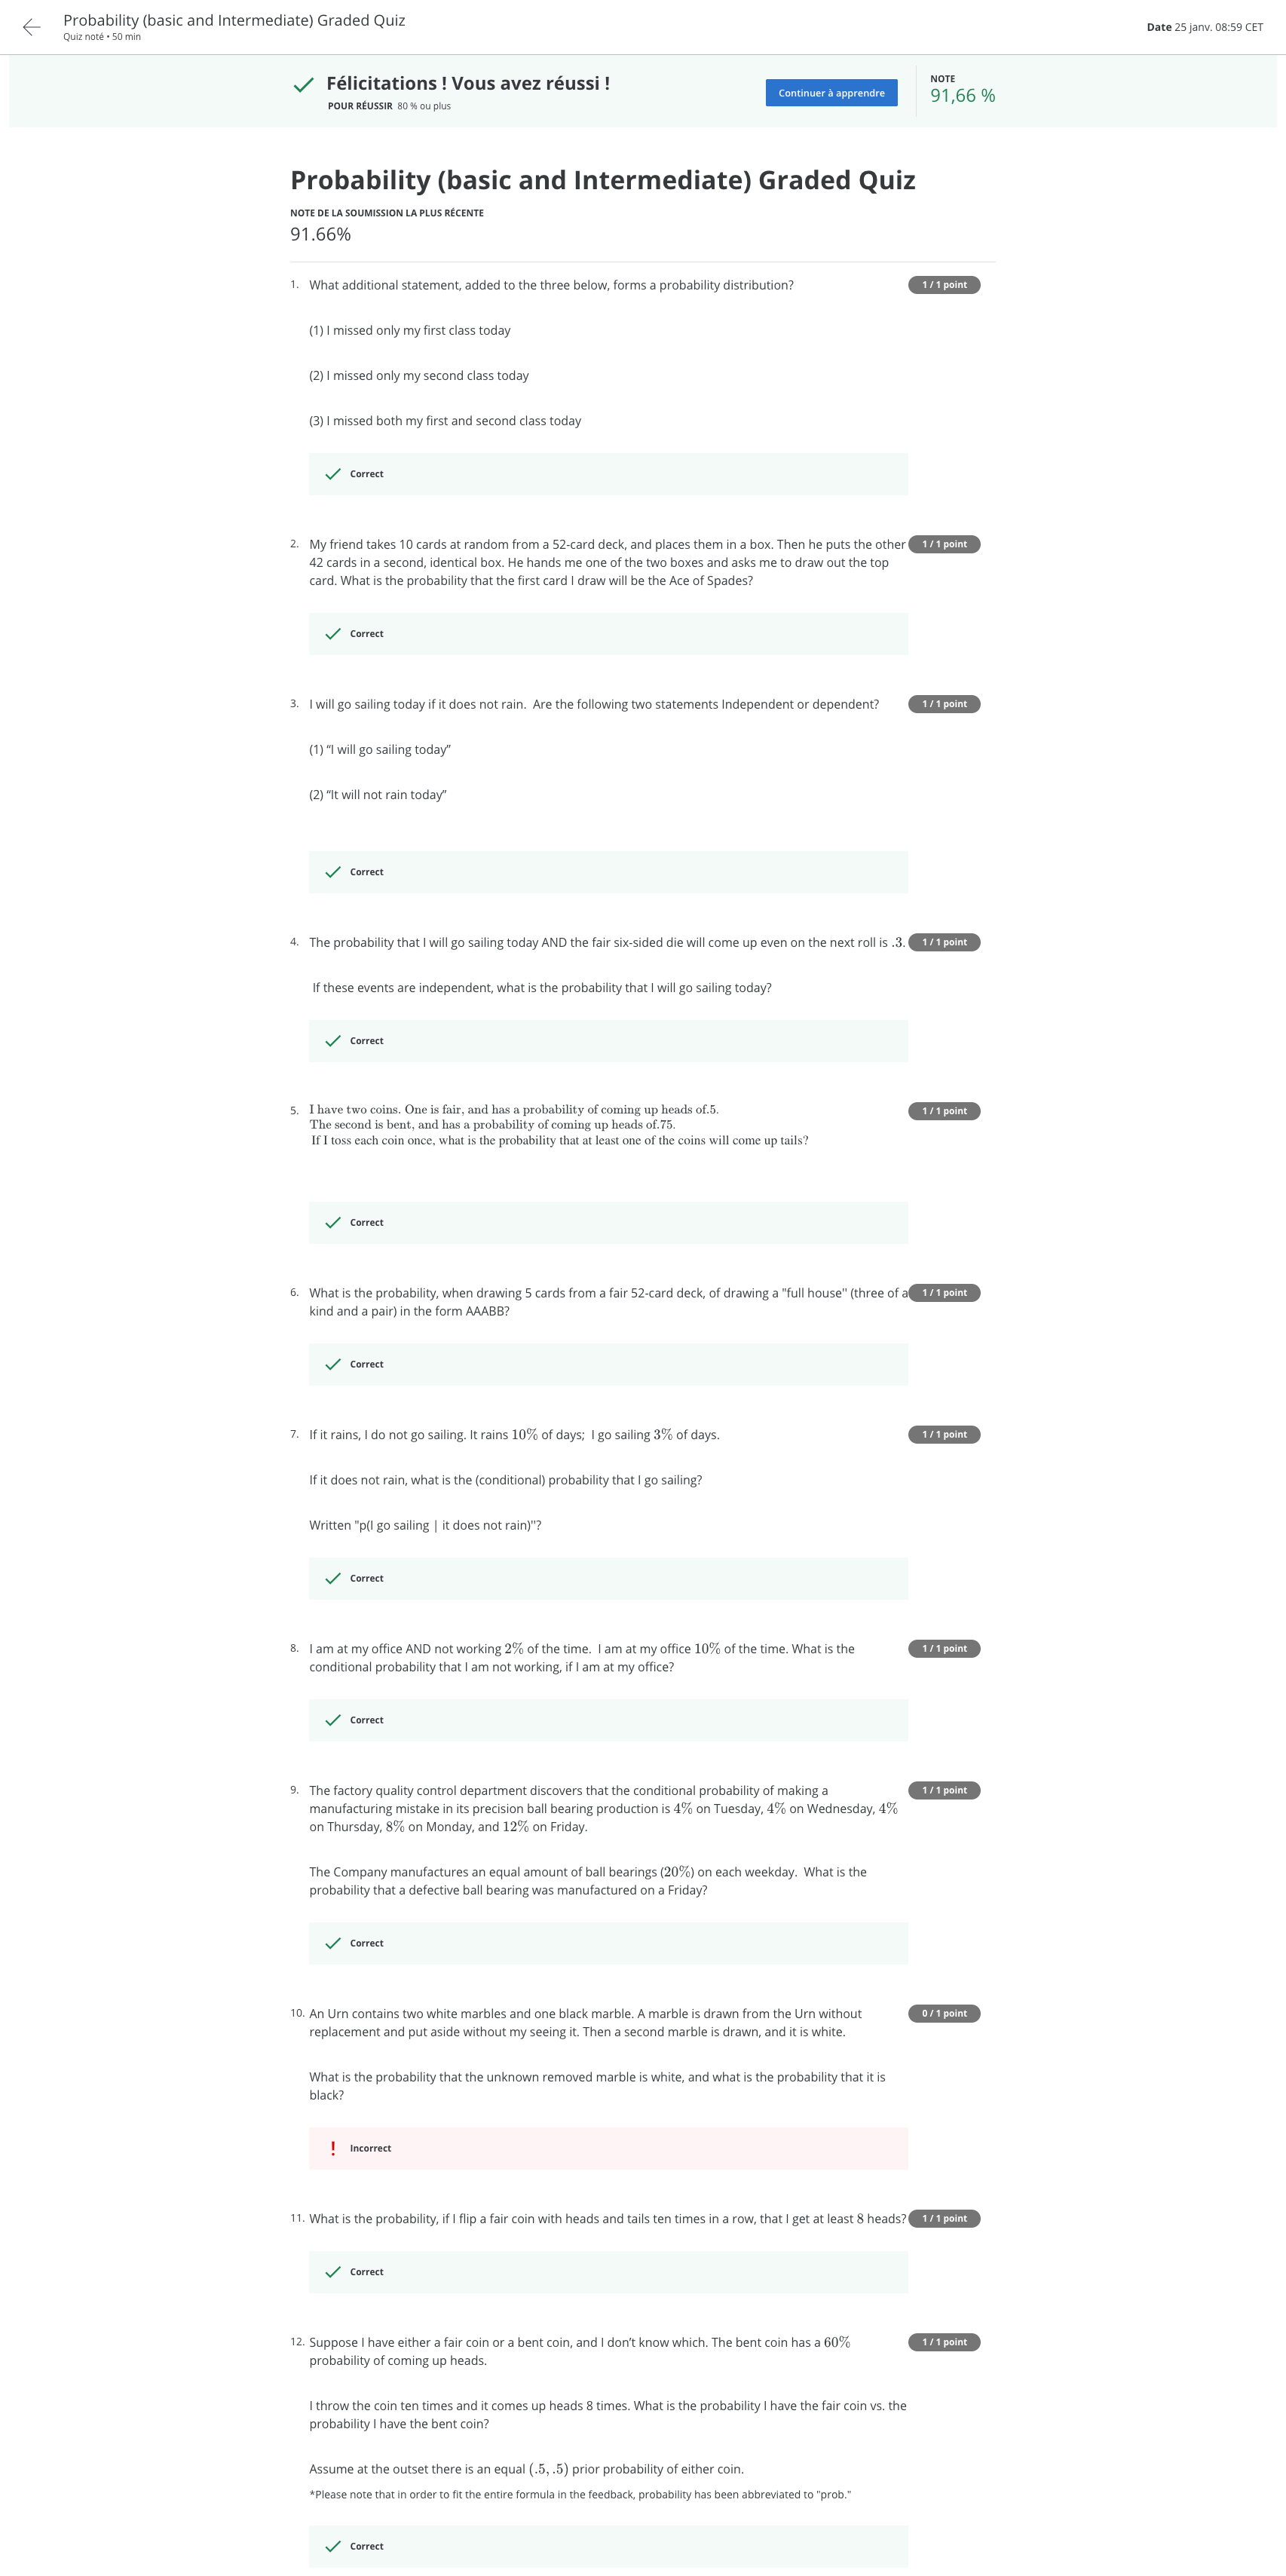 Probability (basic and Intermediate) Graded Quiz
Quiz noté • 50 min
Date 25 janv. 08:59 CET
Félicitations ! Vous avez réussi !
POUR RÉUSSIR 80 % ou plus
Continuer à apprendre
NOTE
91,66 %
Probability (basic and Intermediate) Graded Quiz
NOTE DE LA SOUMISSION LA PLUS RÉCENTE
91.66%
1. What additional statement, added to the three below, forms a probability distribution?
1 / 1 point
(1) I missed only my first class today
(2) I missed only my second class today
(3) I missed both my first and second class today
Correct
2. My friend takes 10 cards at random from a 52-card deck, and places them in a box. Then he puts the other
1 / 1 point
42 cards in a second, identical box. He hands me one of the two boxes and asks me to draw out the top
card. What is the probability that the first card I draw will be the Ace of Spades?
Correct
3. I will go sailing today if it does not rain.  Are the following two statements Independent or dependent?
1 / 1 point
(1) “I will go sailing today”
(2) “It will not rain today”
Correct
4. The probability that I will go sailing today AND the fair six-sided die will come up even on the next roll is .3.
1 / 1 point
If these events are independent, what is the probability that I will go sailing today?
Correct
5. I have two coins. One is fair, and has a probability of coming up heads of.5.
1 / 1 point
The second is bent, and has a probability of coming up heads of.75.
If I toss each coin once, what is the probability that at least one of the coins will come up tails?
Correct
6. What is the probability, when drawing 5 cards from a fair 52-card deck, of drawing a "full house" (three of a
1 / 1 point
kind and a pair) in the form AAABB?
Correct
7. If it rains, I do not go sailing. It rains 10% of days;  I go sailing 3% of days.
1 / 1 point
If it does not rain, what is the (conditional) probability that I go sailing?
Written "p(I go sailing | it does not rain)"?
Correct
8. I am at my office AND not working 2% of the time.  I am at my office 10% of the time. What is the
1 / 1 point
conditional probability that I am not working, if I am at my office?
Correct
9. The factory quality control department discovers that the conditional probability of making a
1 / 1 point
manufacturing mistake in its precision ball bearing production is 4% on Tuesday, 4% on Wednesday, 4%
on Thursday, 8% on Monday, and 12% on Friday.
The Company manufactures an equal amount of ball bearings (20%) on each weekday.  What is the
probability that a defective ball bearing was manufactured on a Friday?
Correct
10. An Urn contains two white marbles and one black marble. A marble is drawn from the Urn without
0 / 1 point
replacement and put aside without my seeing it. Then a second marble is drawn, and it is white.
What is the probability that the unknown removed marble is white, and what is the probability that it is
black?
Incorrect
11. What is the probability, if I flip a fair coin with heads and tails ten times in a row, that I get at least 8 heads?
1 / 1 point
Correct
12. Suppose I have either a fair coin or a bent coin, and I don’t know which. The bent coin has a 60%
1 / 1 point
probability of coming up heads.
I throw the coin ten times and it comes up heads 8 times. What is the probability I have the fair coin vs. the
probability I have the bent coin?
Assume at the outset there is an equal (.5, .5) prior probability of either coin.
*Please note that in order to fit the entire formula in the feedback, probability has been abbreviated to "prob."
Correct